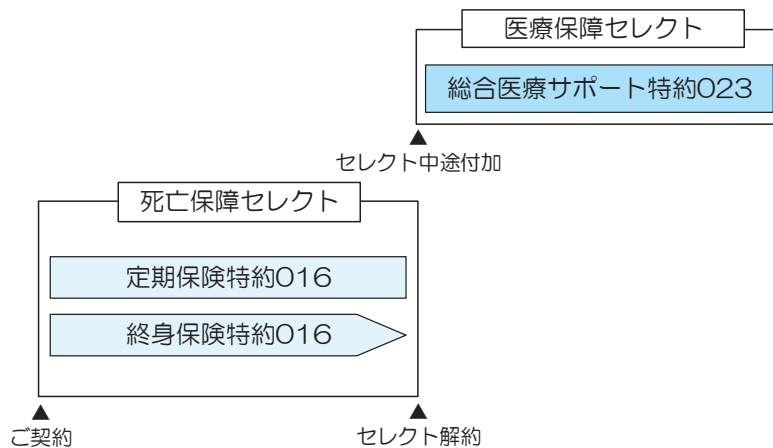 医療保障セレクト
総合医療サポート特約023
▲
セレクト中途付加
死亡保障セレクト
定期保険特約016
終身保険特約016
▲
ご契約
▲
セレクト解約